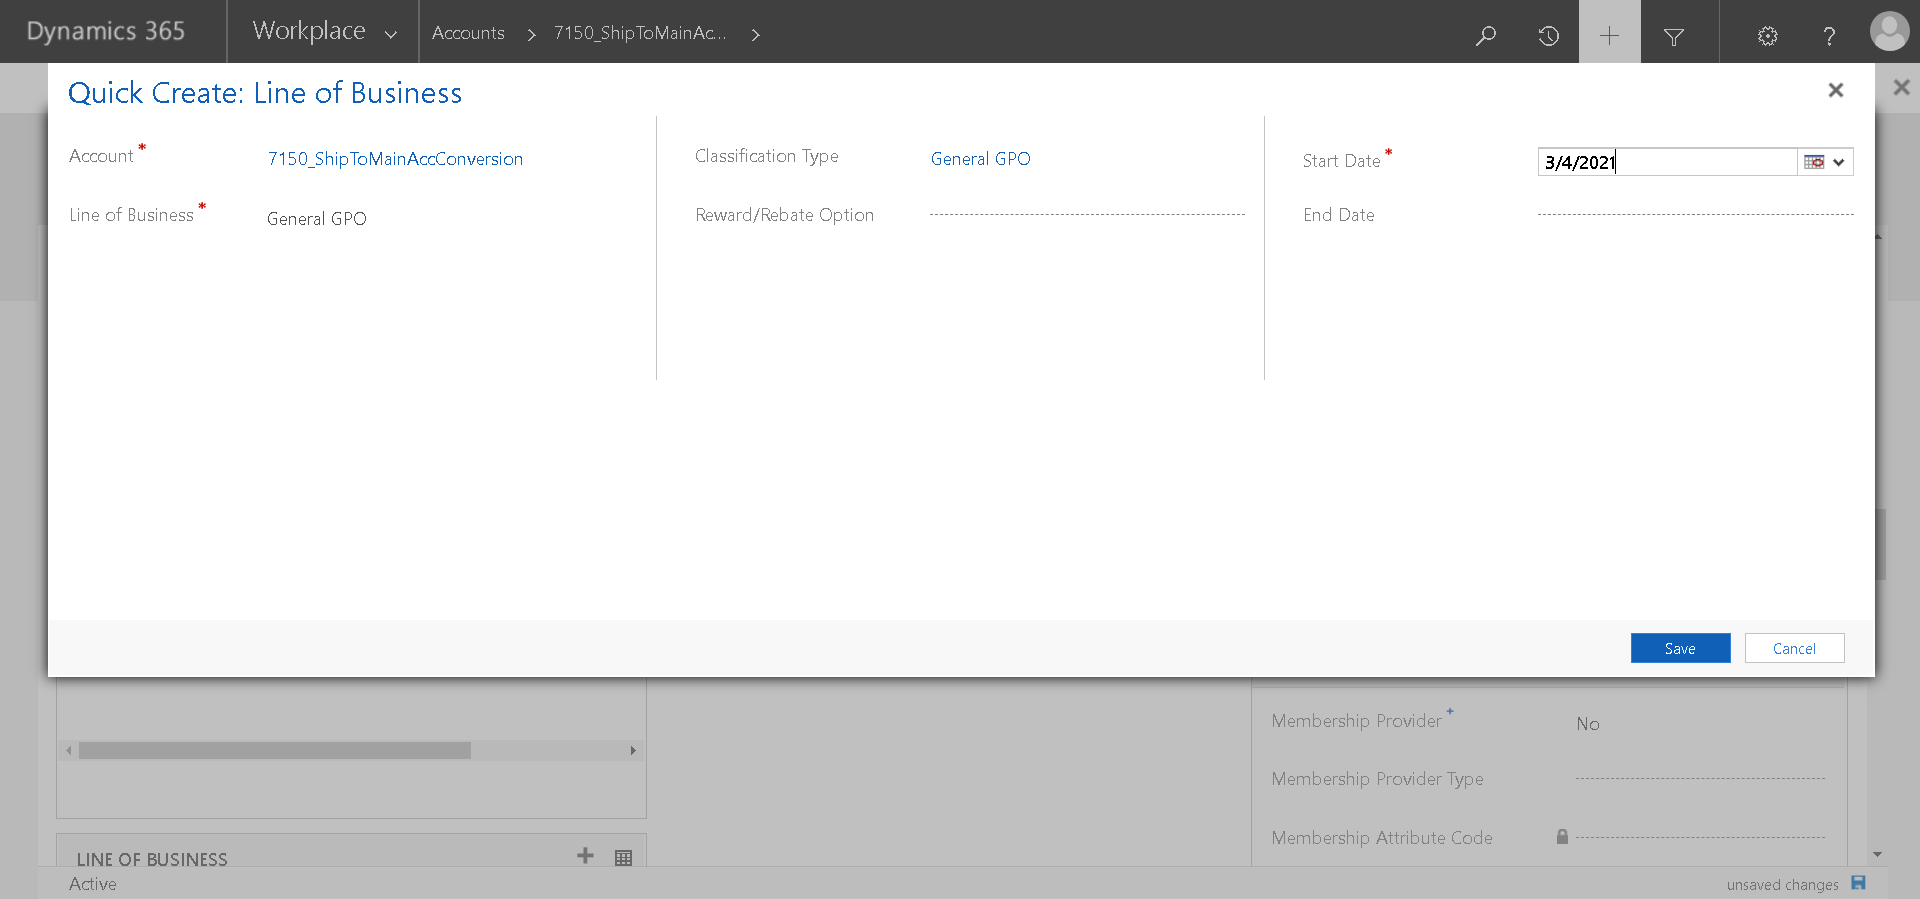 Dynamics 365
Workplace
Accounts
7150_ShipToMainAc...
Quick Create: Line of Business
Account *
7150_ShipToMainAccConversion
Classification Type
General GPO
Start Date *
3/4/2021
Line of Business *
General GPO
Reward/Rebate Option
End Date
Save
Cancel
Membership Provider +
No
Membership Provider Type
Membership Attribute Code
LINE OF BUSINESS
Active
unsaved changes